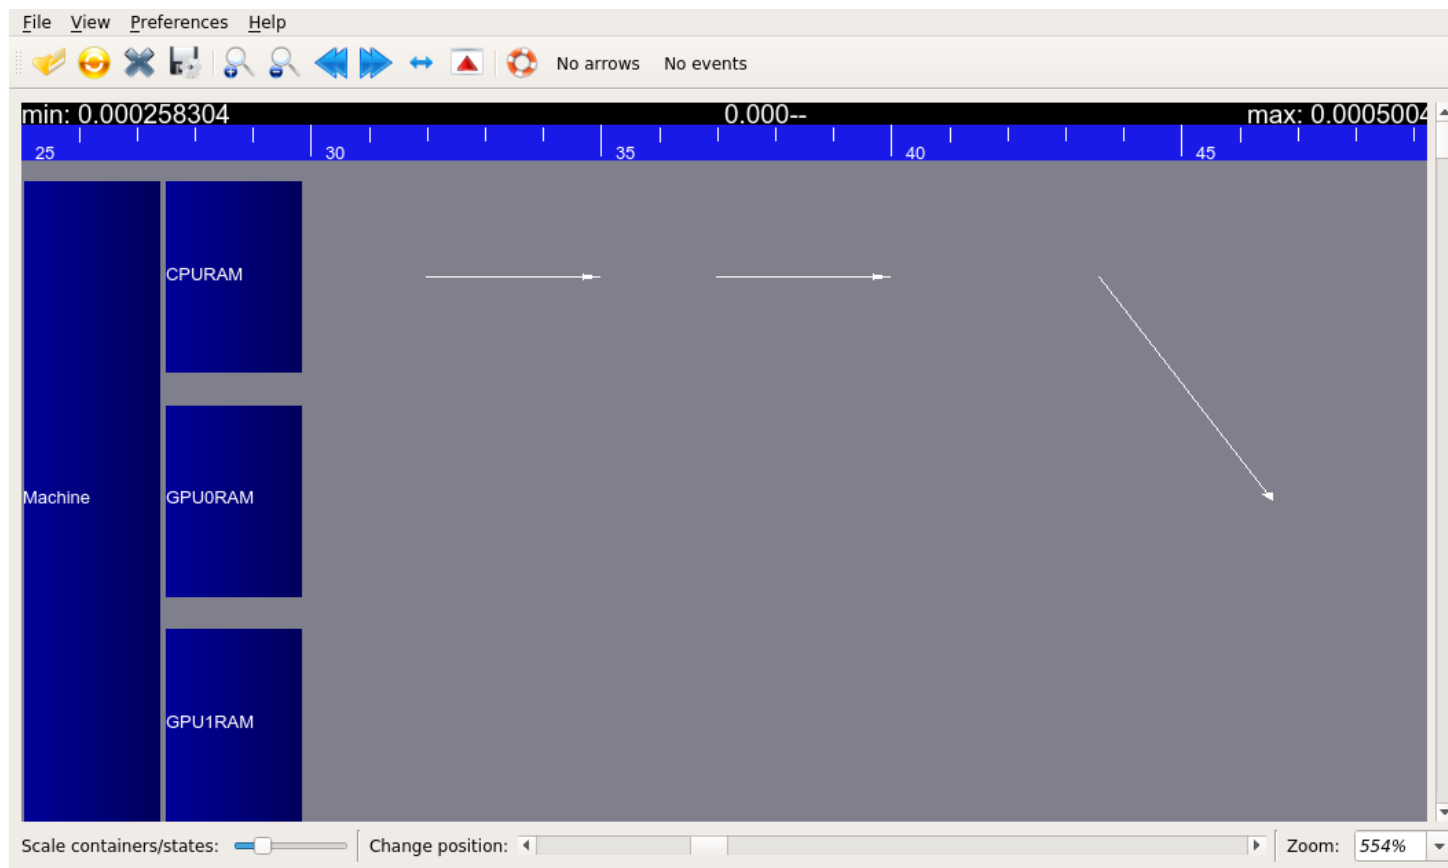 File View Preferences Help
No arrows No events
min: 0.000258304 0.000-- max: 0.0005004
25 30 35 40 45
CPURAM
Machine GPU0RAM
GPU1RAM
Scale containers/states: Change position: Zoom: 554%